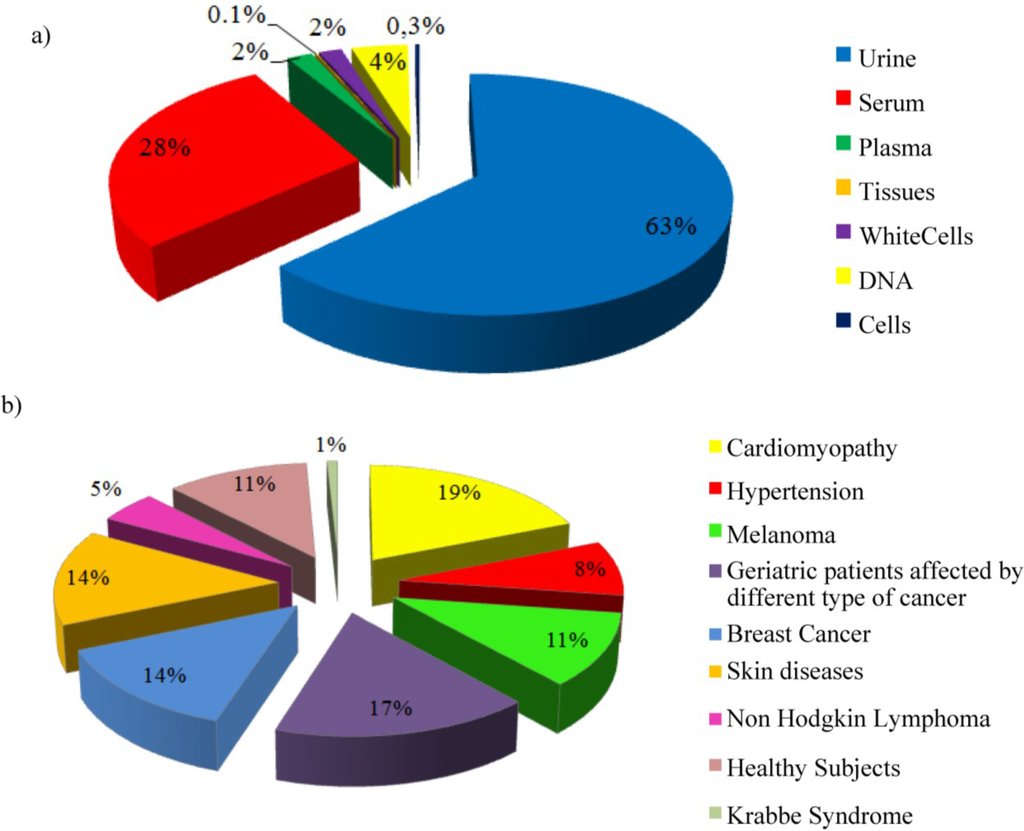 a)
0.1%
2%
0,3%
2%
4%
28%
63%
Urine
Serum
Plasma
Tissues
WhiteCells
DNA
Cells
b)
1%
11%
19%
5%
14%
8%
11%
14%
17%
Cardiomyopathy
Hypertension
Melanoma
Geriatric patients affected by
different type of cancer
Breast Cancer
Skin diseases
Non Hodgkin Lymphoma
Healthy Subjects
Krabbe Syndrome